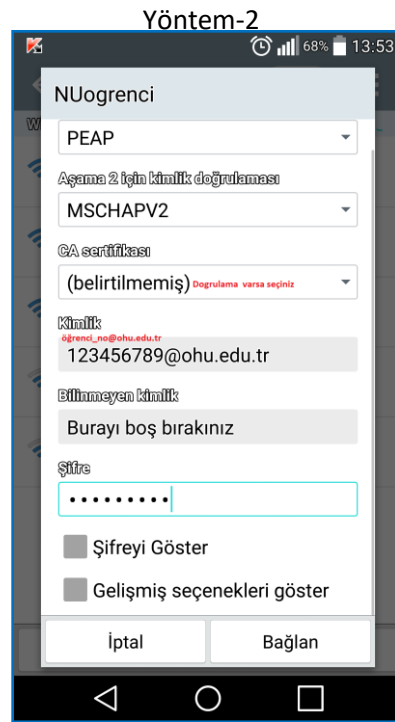 Yöntem-2
68% 13:53
NUogrenci
PEAP
Aşama 2 için kimlik doğrulaması
MSCHAPV2
CA sertifikası
(belirtilmemiş) Dogrulama varsa seçiniz
Kimlik
öğrenci_no@ohu.edu.tr
123456789@ohu.edu.tr
Bilinmeyen kimlik
Burayı boş bırakınız
Şifre
•••••••••
Şifreyi Göster
Gelişmiş seçenekleri göster
İptal Bağlan